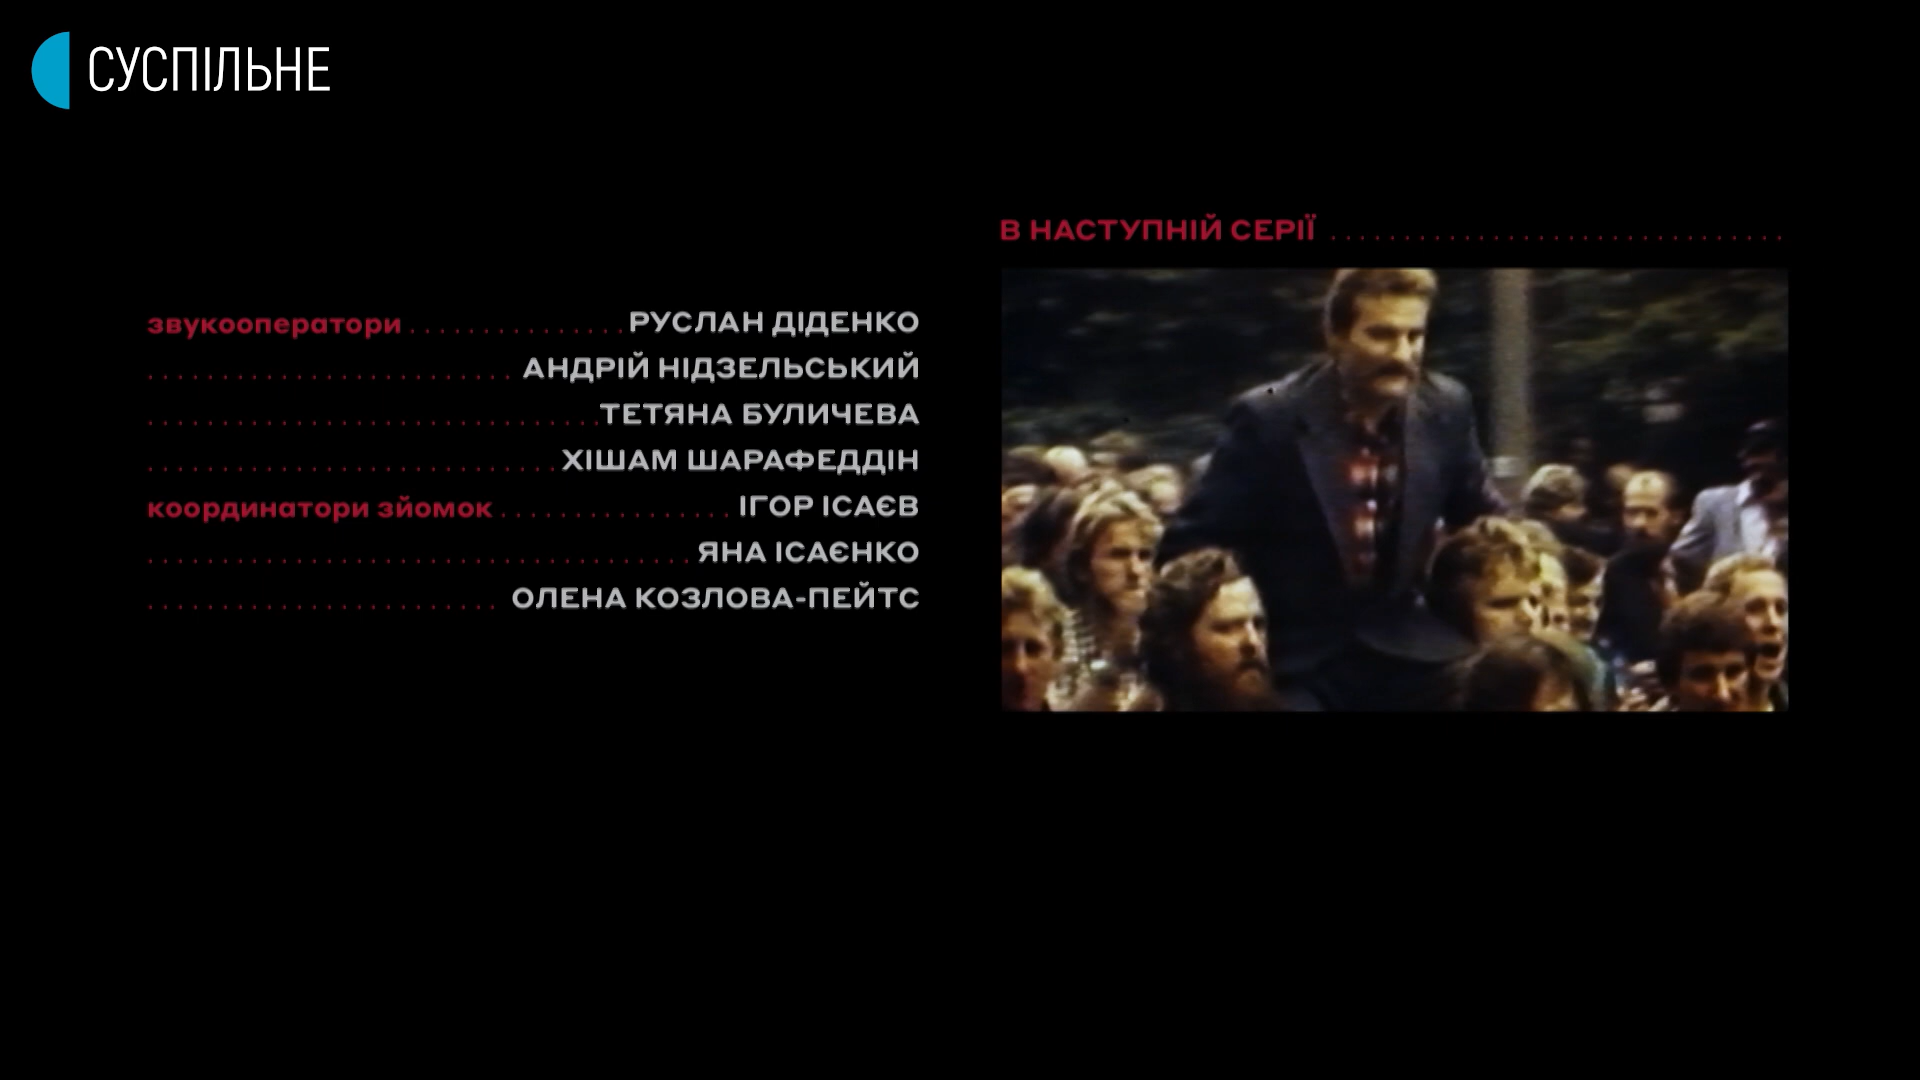 СУСПІЛЬНЕ
звукооператори . . . . . . . . . . . . . . . РУСЛАН ДІДЕНКО
АНДРІЙ НІДЗЕЛЬСЬКИЙ
ТЕТЯНА БУЛИЧЕВА
ХІШАМ ШАРАФЕДДІН
координатори зйомок . . . . . . . . . . . . . . . . ІГОР ІСАЄВ
ЯНА ІСАЄНКО
ОЛЕНА КОЗЛОВА-ПЕЙТС
В НАСТУПНІЙ СЕРІЇ